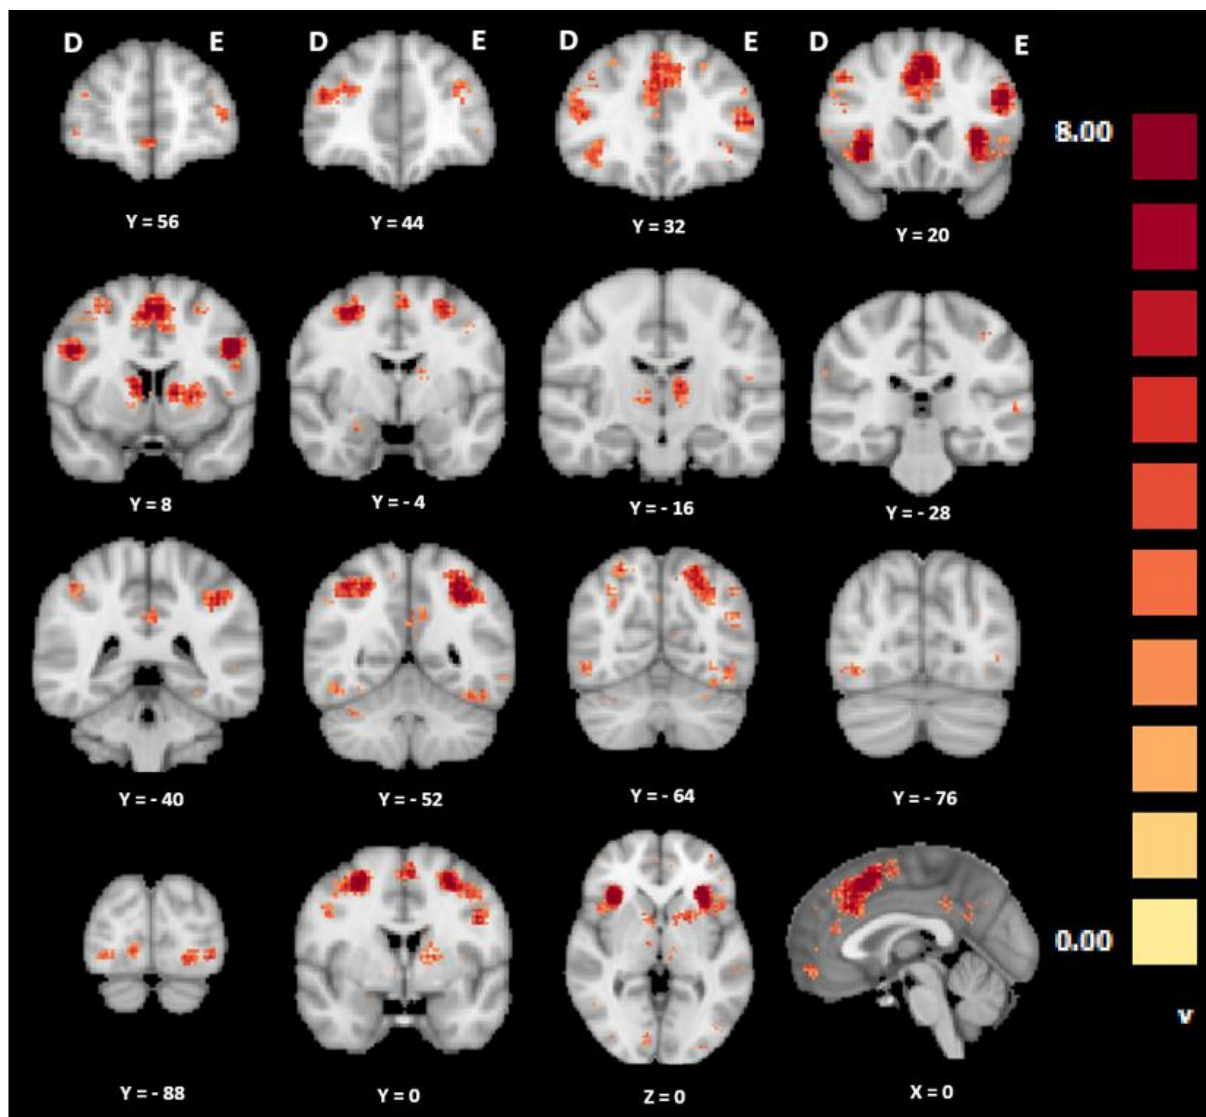 D E D E D E D E
8.00
Y = 56 Y = 44 Y = 32 Y = 20
Y = 8 Y = - 4 Y = - 16 Y = - 28
Y = - 40 Y = - 52 Y = - 64 Y = - 76
0.00
v
Y = - 88 Y = 0 Z = 0 X = 0